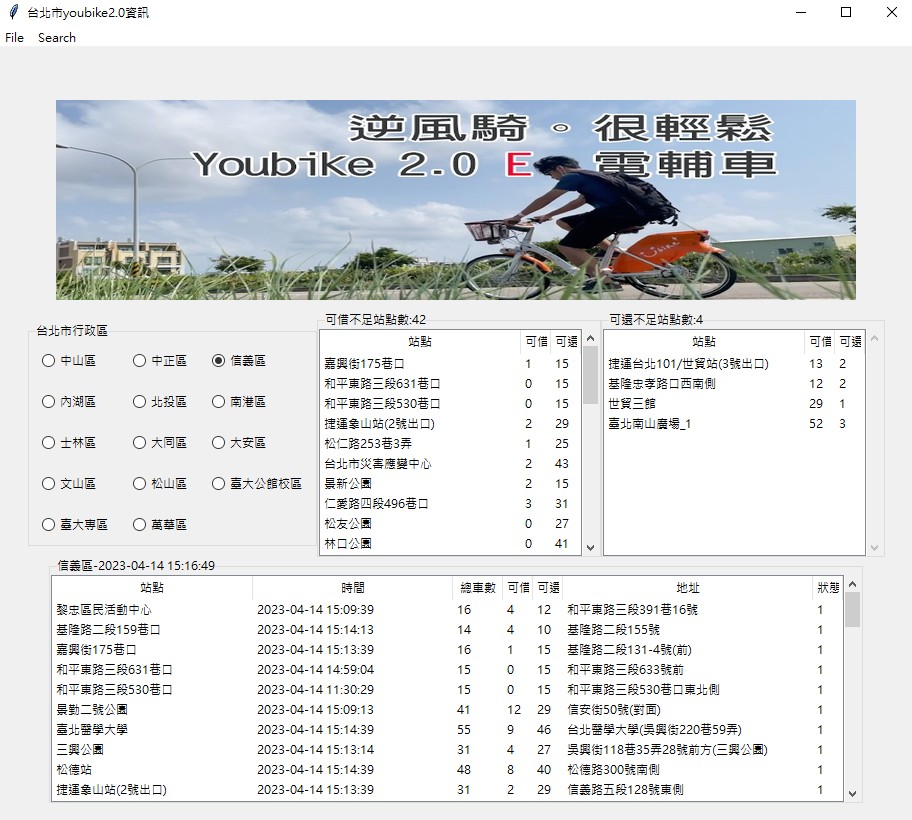 台北市youbike2.0資訊
File Search
逆風騎。很輕鬆
Youbike 2.0 E 電輔車
台北市行政區
中山區 中正區 信義區
內湖區 北投區 南港區
士林區 大同區 大安區
文山區 松山區 臺大公館校區
臺大專區 萬華區
可借不足站點數:42
站點 可借 可還
嘉興街175巷口 1 15
和平東路三段631巷口 0 15
和平東路三段530巷口 0 15
捷運象山站(2號出口) 2 29
松仁路253巷3弄 1 25
台北市災害應變中心 2 43
景新公園 2 15
仁愛路四段496巷口 3 31
松友公園 0 27
林口公園 0 41
可還不足站點數:4
站點 可借 可還
捷運台北101/世貿站(3號出口) 13 2
基隆忠孝路口西南側 12 2
世貿三館 29 1
臺北南山廣場_1 52 3
信義區-2023-04-14 15:16:49
站點 時間 總車數 可借 可還 地址 狀態
黎忠區民活動中心 2023-04-14 15:09:39 16 4 12 和平東路三段391巷16號 1
基隆路二段159巷口 2023-04-14 15:14:13 14 4 10 基隆路二段155號 1
嘉興街175巷口 2023-04-14 15:13:39 16 1 15 基隆路二段131-4號(前) 1
和平東路三段631巷口 2023-04-14 14:59:04 15 0 15 和平東路三段633號前 1
和平東路三段530巷口 2023-04-14 11:30:29 15 0 15 和平東路三段530巷口東北側 1
景勤二號公園 2023-04-14 15:09:13 41 12 29 信安街50號(對面) 1
臺北醫學大學 2023-04-14 15:14:39 55 9 46 台北醫學大學(吳興街220巷59弄) 1
三興公園 2023-04-14 15:13:14 31 4 27 吳興街118巷35弄28號前方(三興公園) 1
松德站 2023-04-14 15:14:39 48 8 40 松德路300號南側 1
捷運象山站(2號出口) 2023-04-14 15:13:39 31 2 29 信義路五段128號東側 1